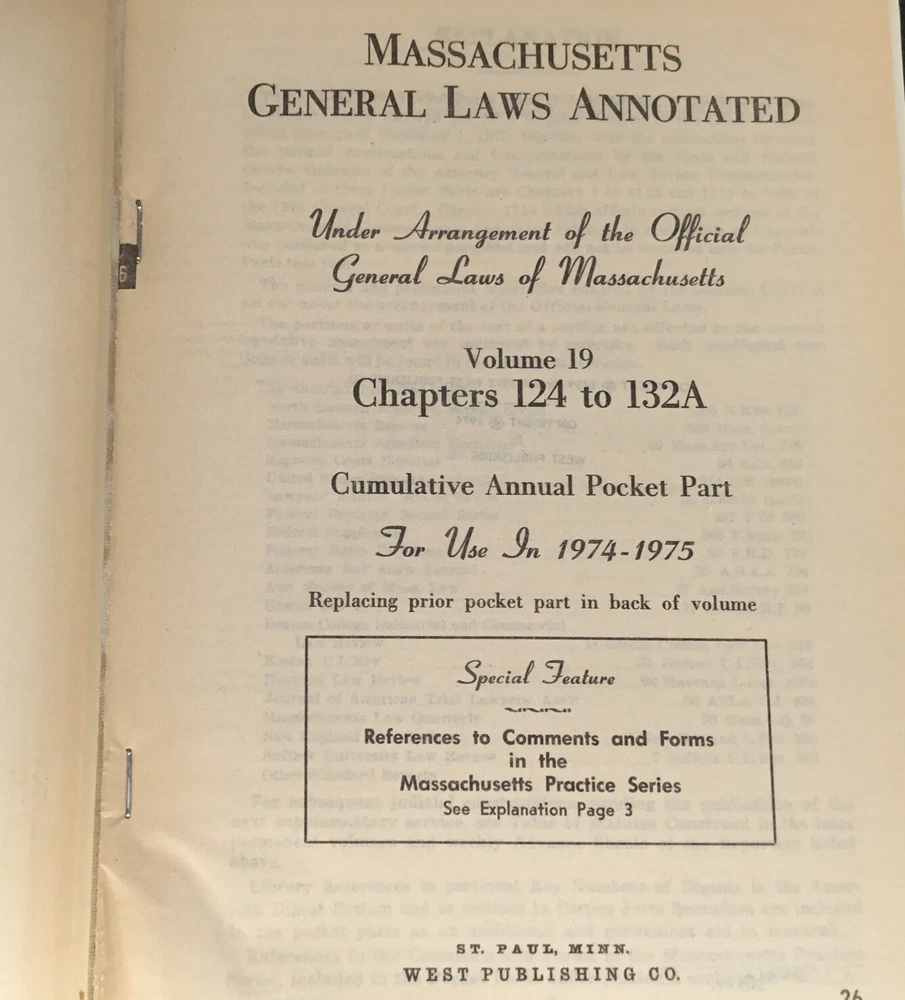 MASSACHUSETTS
GENERAL LAWS ANNOTATED
Under Arrangement of the Official
General Laws of Massachusetts
Volume 19
Chapters 124 to 132A
Cumulative Annual Pocket Part
For Use In 1974-1975
Replacing prior pocket part in back of volume
Special Feature
References to Comments and Forms
in the
Massachusetts Practice Series
See Explanation Page 3
ST. PAUL, MINN.
WEST PUBLISHING CO.
26